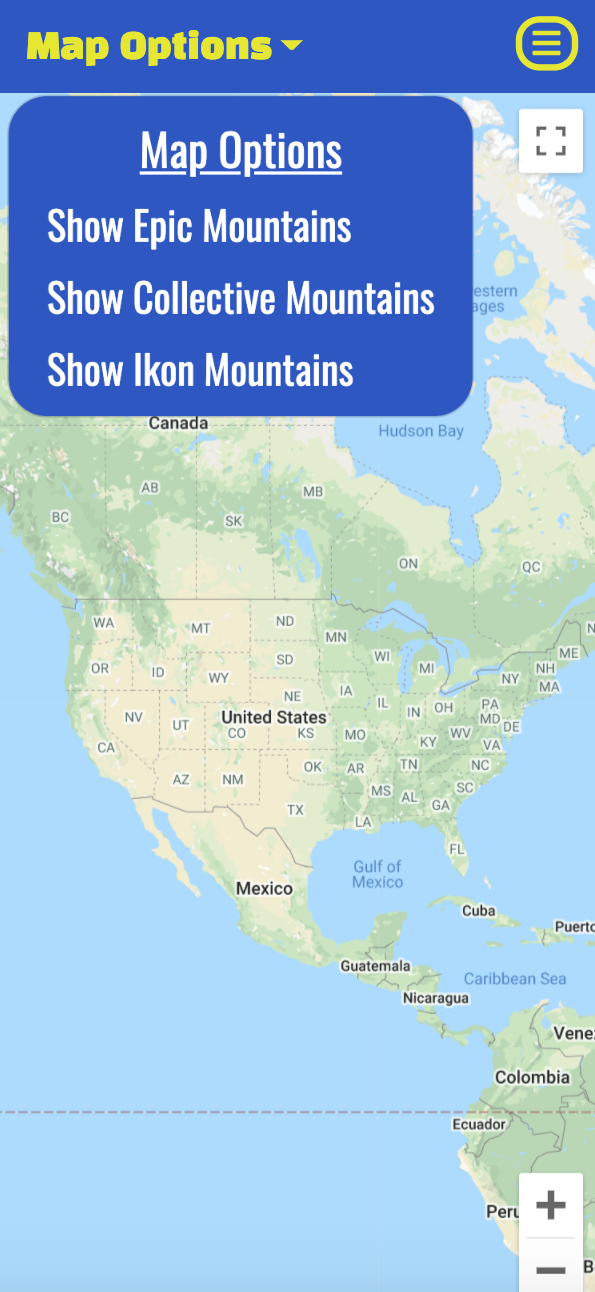 Map Options
Map Options
Show Epic Mountains
Show Collective Mountains
Show Ikon Mountains
estern
ages
Canada
Hudson Bay
AB
MB
BC
SK
ON
QC
WA
MT
ND
MN
OR
ID
WY
SD
WI
MI
ME
NH
NY
MA
NE
IA
IL
IN
OH
PA
MD
DE
NV
UT
United States
CO
KS
MO
KY
WV
VA
CA
AZ
NM
OK
AR
TN
NC
SC
MS
AL
GA
TX
LA
FL
Gulf of
Mexico
Mexico
Cuba
Puerto
Guatemala
Caribbean Sea
Nicaragua
Vene
Colombia
Ecuador
Peru
B